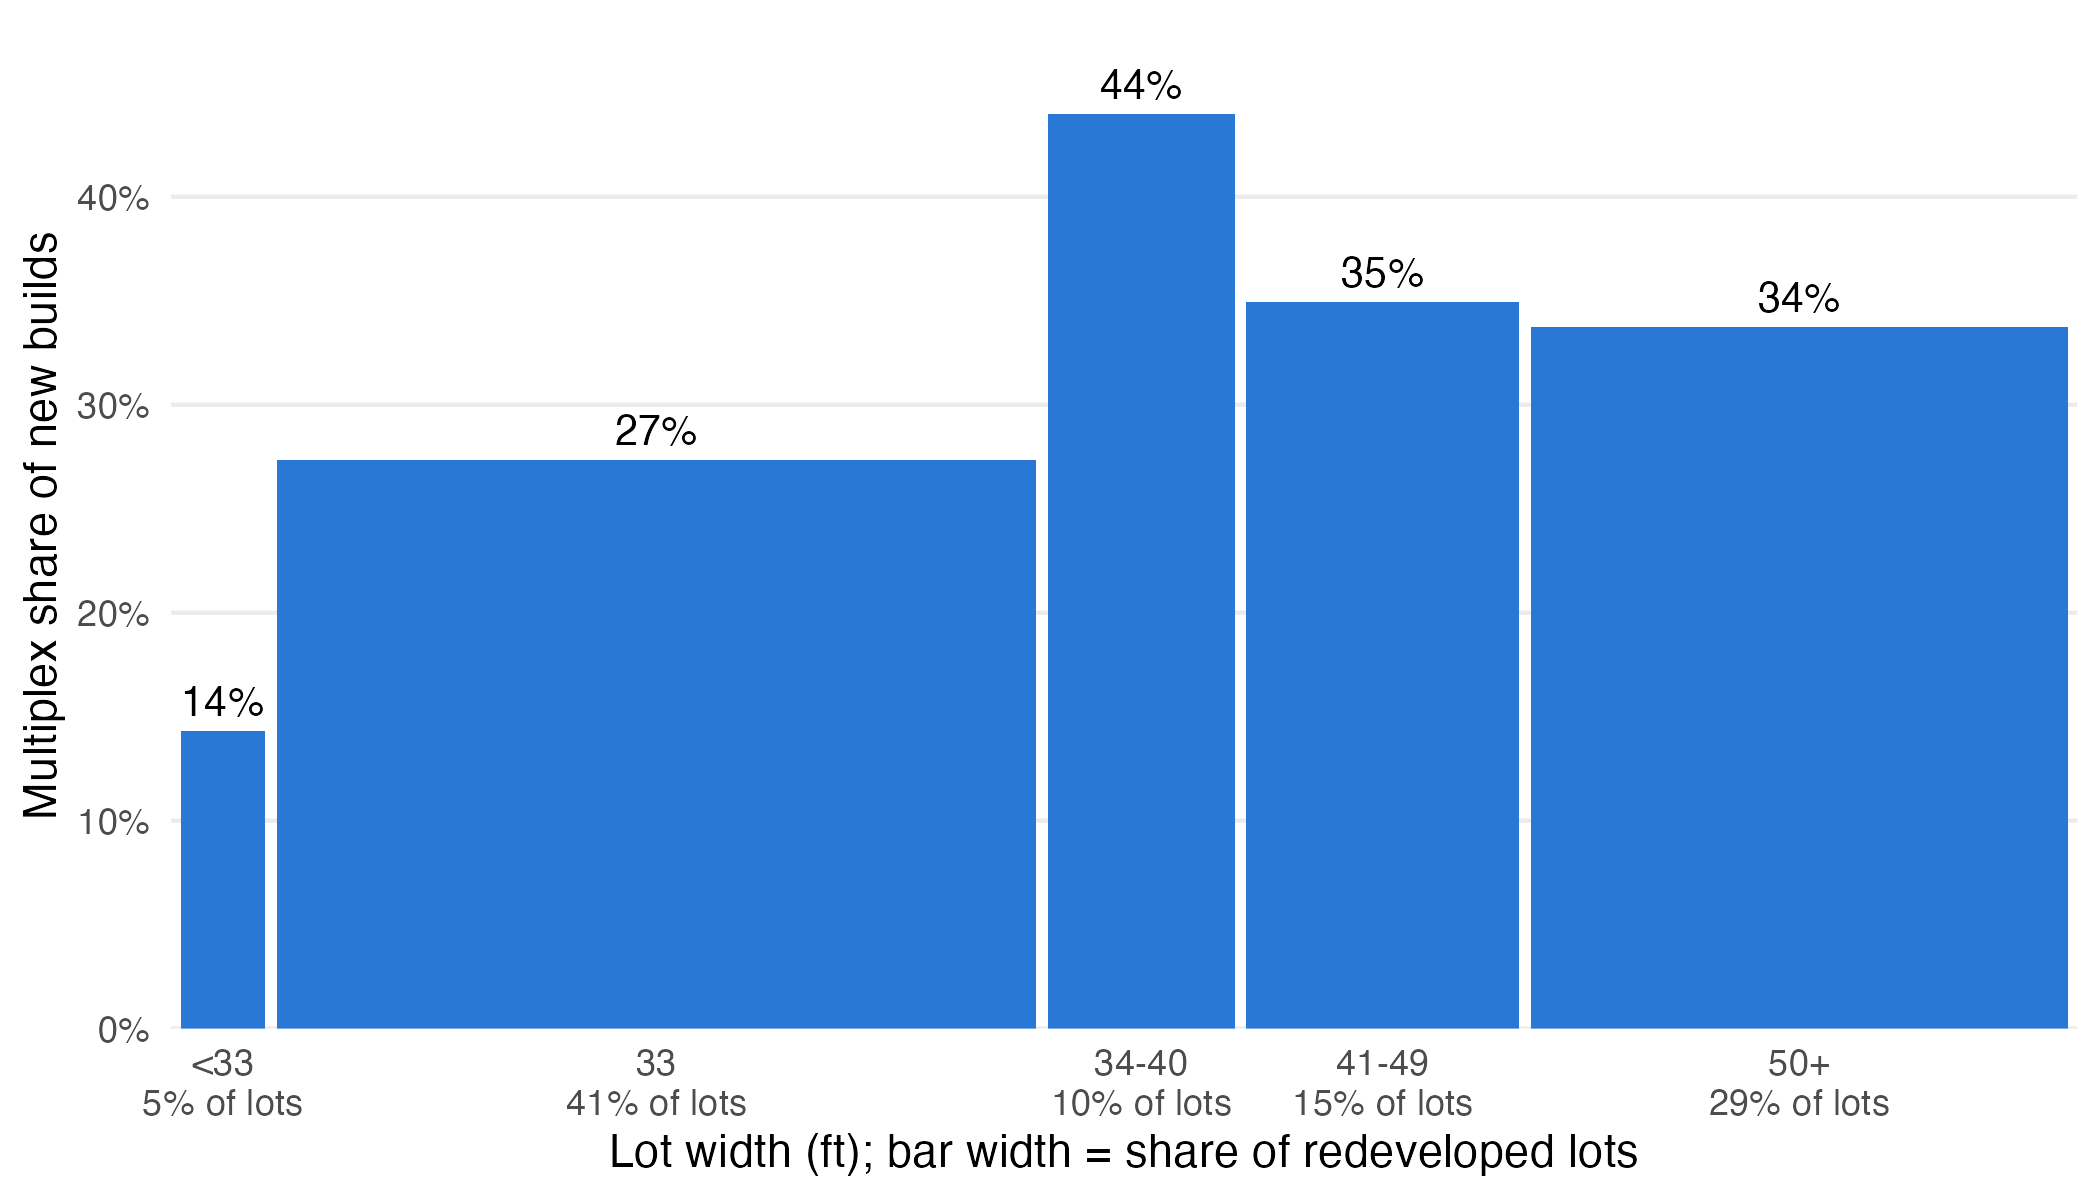 44%
40%
35%
34%
30%
27%
20%
14%
10%
0%
Multiplex share of new builds
<33
5% of lots
33
41% of lots
34-40
10% of lots
41-49
15% of lots
50+
29% of lots
Lot width (ft); bar width = share of redeveloped lots